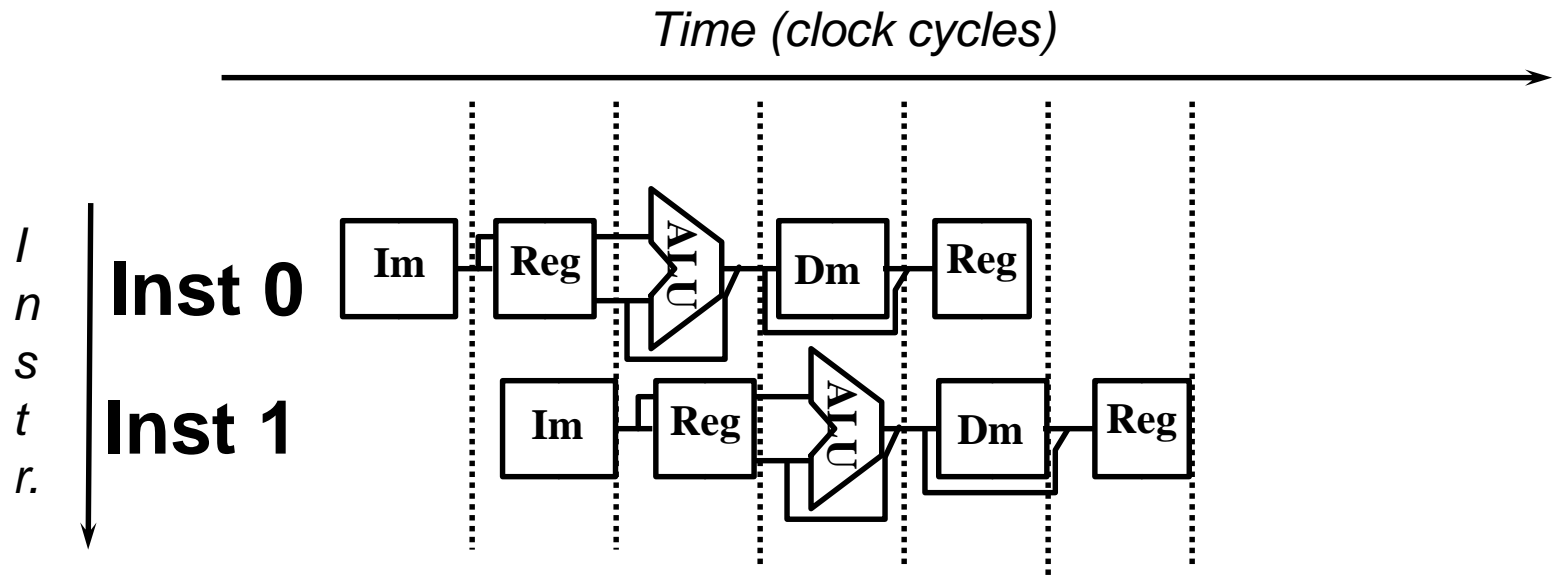 Time (clock cycles)
I
n
s
t
r.
Inst 0
Im
Reg
ALU
Dm
Reg
Inst 1
Im
Reg
ALU
Dm
Reg